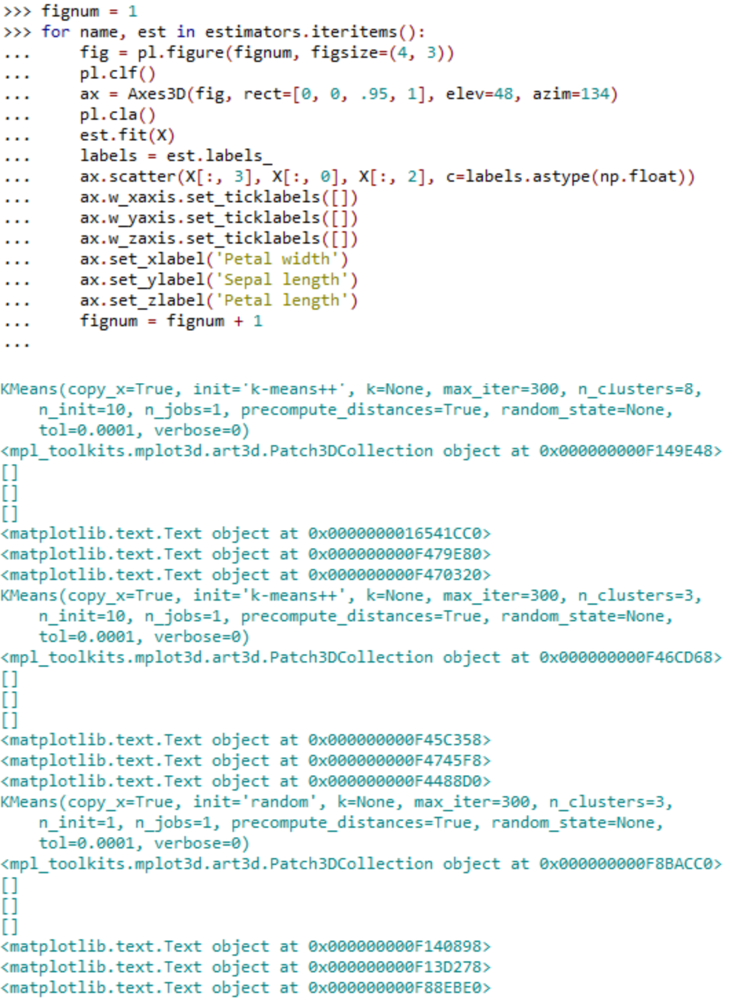 >>> fignum = 1
>>> for name, est in estimators.iteritems():
...     fig = pl.figure(fignum, figsize=(4, 3))
...     pl.clf()
...     ax = Axes3D(fig, rect=[0, 0, .95, 1], elev=48, azim=134)
...     pl.cla()
...     est.fit(X)
...     labels = est.labels_
...     ax.scatter(X[:, 3], X[:, 0], X[:, 2], c=labels.astype(np.float))
...     ax.w_xaxis.set_ticklabels([])
...     ax.w_yaxis.set_ticklabels([])
...     ax.w_zaxis.set_ticklabels([])
...     ax.set_xlabel('Petal width')
...     ax.set_ylabel('Sepal length')
...     ax.set_zlabel('Petal length')
...     fignum = fignum + 1
...
KMeans(copy_x=True, init='k-means++', k=None, max_iter=300, n_clusters=8,
    n_init=10, n_jobs=1, precompute_distances=True, random_state=None,
    tol=0.0001, verbose=0)
<mpl_toolkits.mplot3d.art3d.Patch3DCollection object at 0x000000000F149E48>
[]
[]
[]
<matplotlib.text.Text object at 0x0000000016541CC0>
<matplotlib.text.Text object at 0x000000000F479E80>
<matplotlib.text.Text object at 0x000000000F470320>
KMeans(copy_x=True, init='k-means++', k=None, max_iter=300, n_clusters=3,
    n_init=10, n_jobs=1, precompute_distances=True, random_state=None,
    tol=0.0001, verbose=0)
<mpl_toolkits.mplot3d.art3d.Patch3DCollection object at 0x000000000F46CD68>
[]
[]
[]
<matplotlib.text.Text object at 0x000000000F45C358>
<matplotlib.text.Text object at 0x000000000F4745F8>
<matplotlib.text.Text object at 0x000000000F4488D0>
KMeans(copy_x=True, init='random', k=None, max_iter=300, n_clusters=3,
    n_init=1, n_jobs=1, precompute_distances=True, random_state=None,
    tol=0.0001, verbose=0)
<mpl_toolkits.mplot3d.art3d.Patch3DCollection object at 0x000000000F8BACC0>
[]
[]
[]
<matplotlib.text.Text object at 0x000000000F140898>
<matplotlib.text.Text object at 0x000000000F13D278>
<matplotlib.text.Text object at 0x000000000F88EBE0>